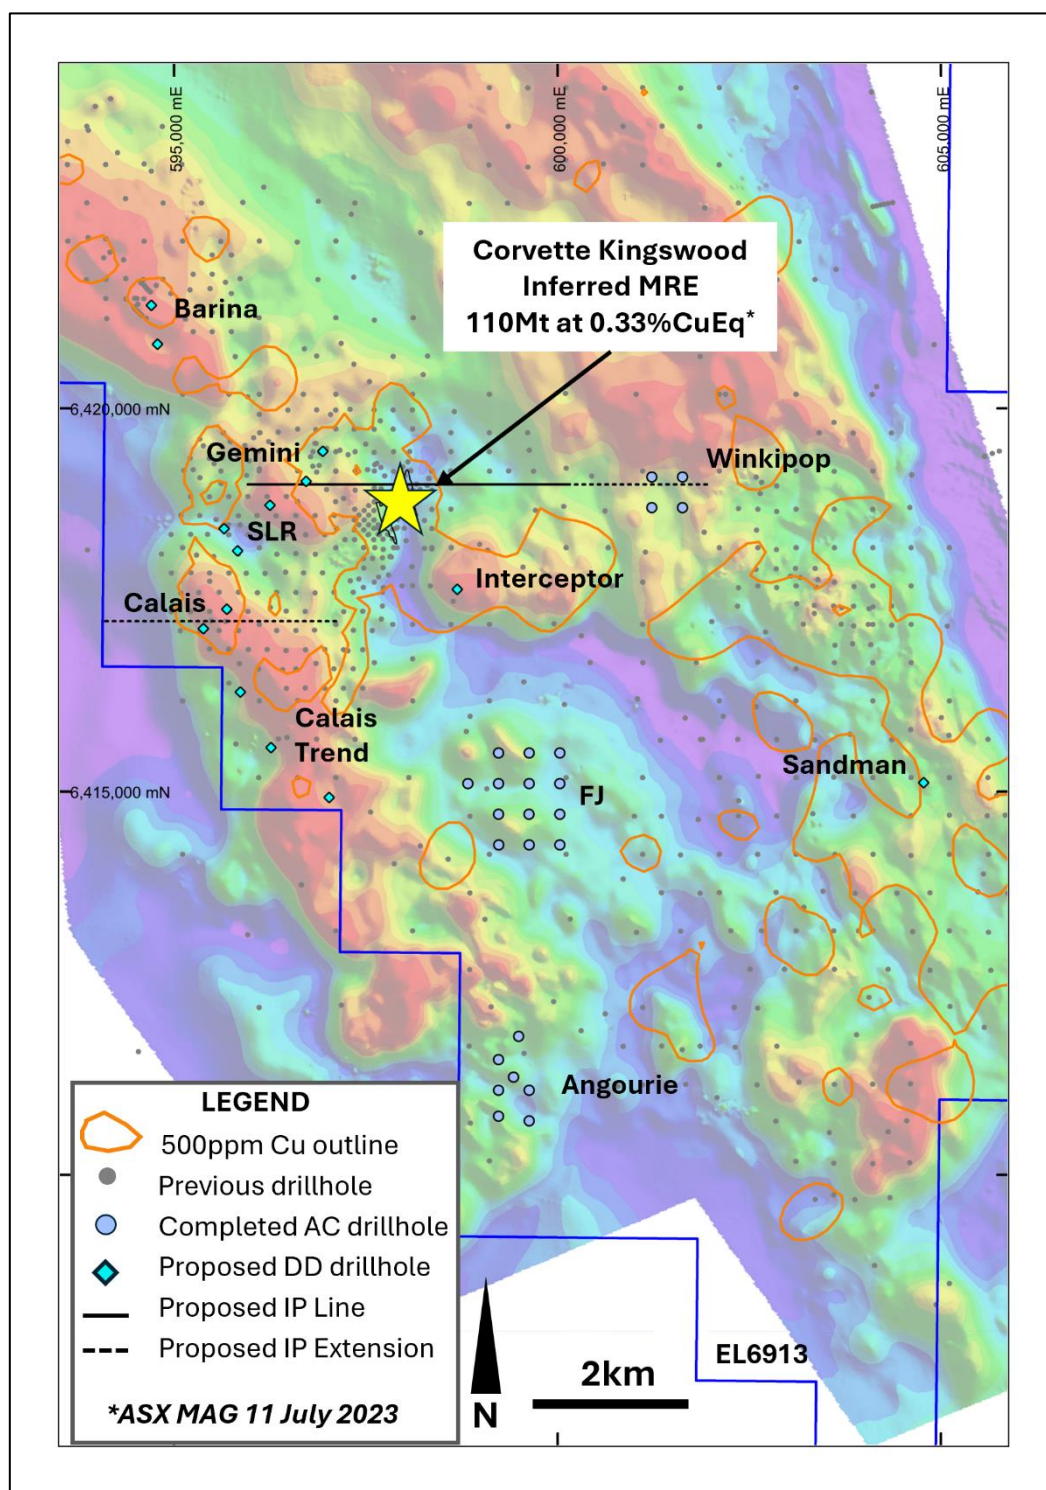 595,000 mE
600,000 mE
605,000 mE
Corvette Kingswood
Inferred MRE
110Mt at 0.33%CuEq*
Barina
6,420,000 mN
Gemini
Winkipop
SLR
Interceptor
Calais
Calais
Trend
Sandman
6,415,000 mN
FJ
Angourie
LEGEND
500ppm Cu outline
Previous drillhole
Completed AC drillhole
Proposed DD drillhole
Proposed IP Line
Proposed IP Extension
*ASX MAG 11 July 2023
N
2km
EL6913